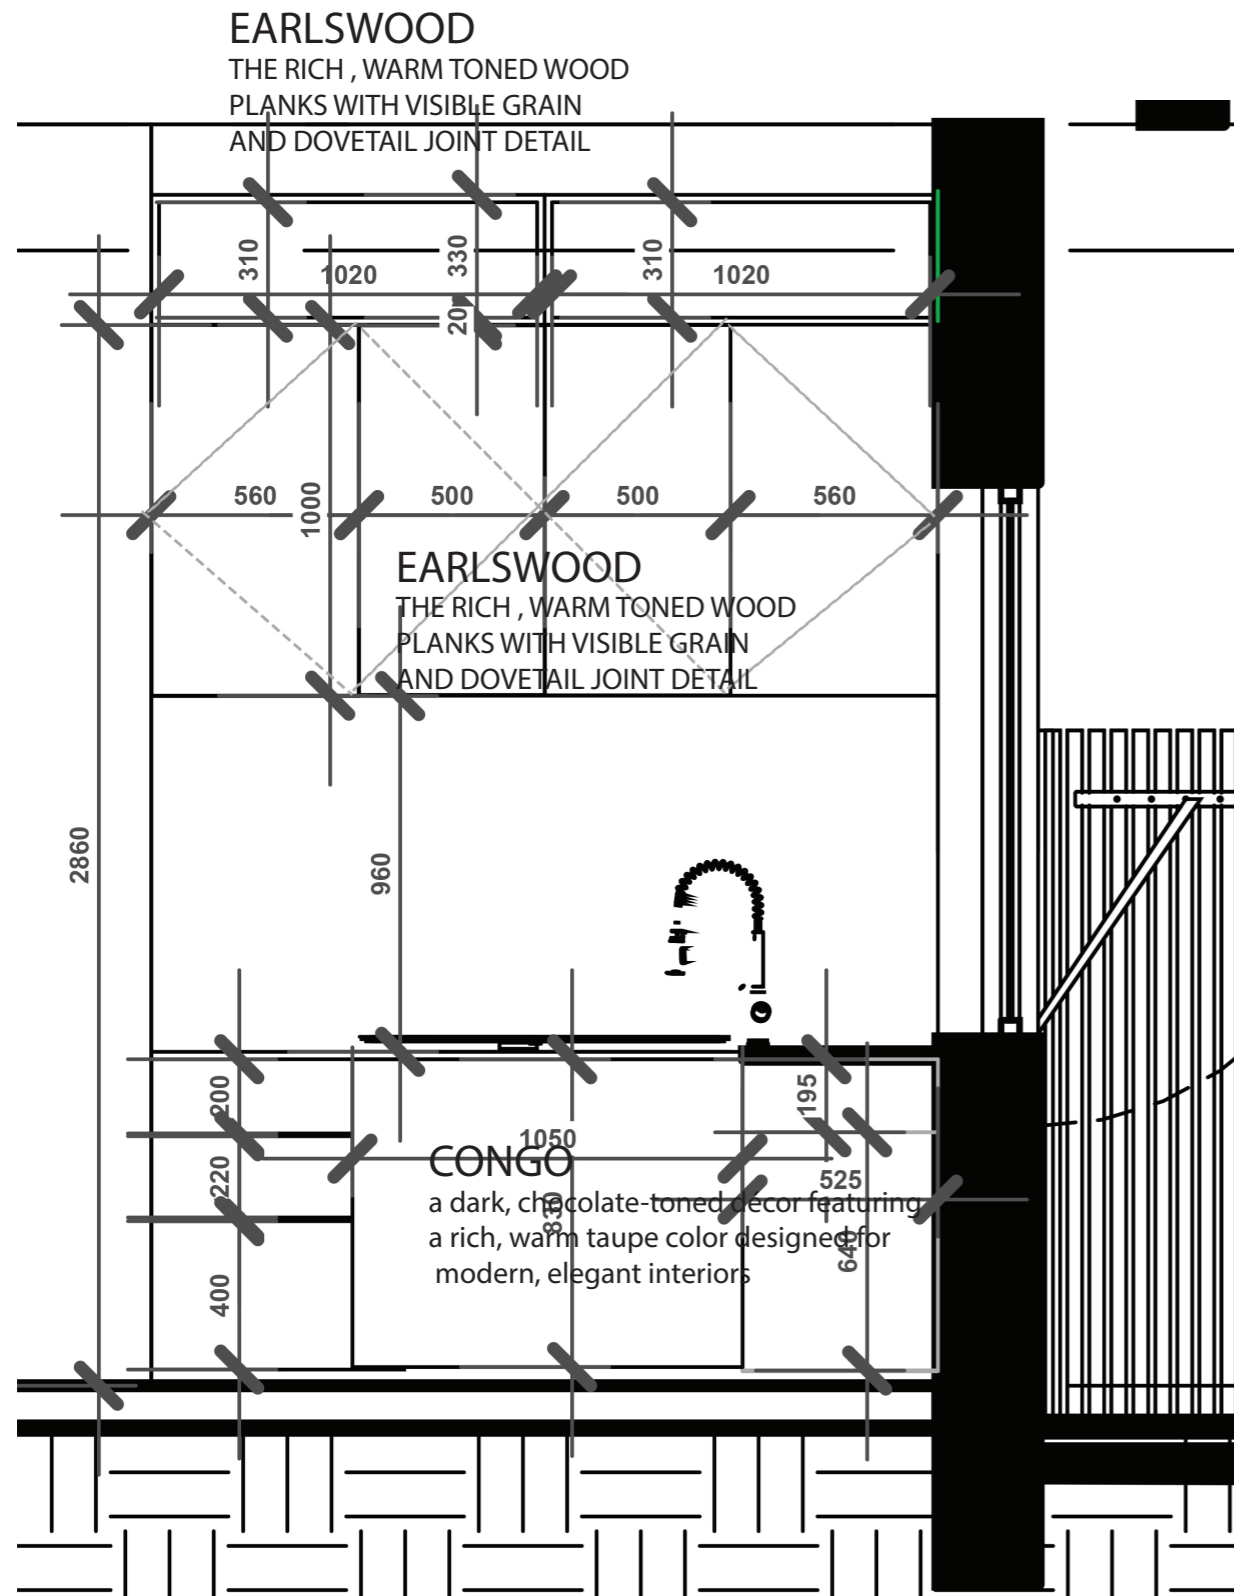 EARLSWOOD
THE RICH , WARM TONED WOOD
PLANKS WITH VISIBLE GRAIN
AND DOVETAIL JOINT DETAIL
310
330
310
1020
1020
20
560
500
500
560
1000
EARLSWOOD
THE RICH , WARM TONED WOOD
PLANKS WITH VISIBLE GRAIN
AND DOVETAIL JOINT DETAIL
2860
960
200
195
1050
CONGO
220
525
a dark, chocolate-toned decor featuring
830
a rich, warm taupe color designed for
640
modern, elegant interiors
400